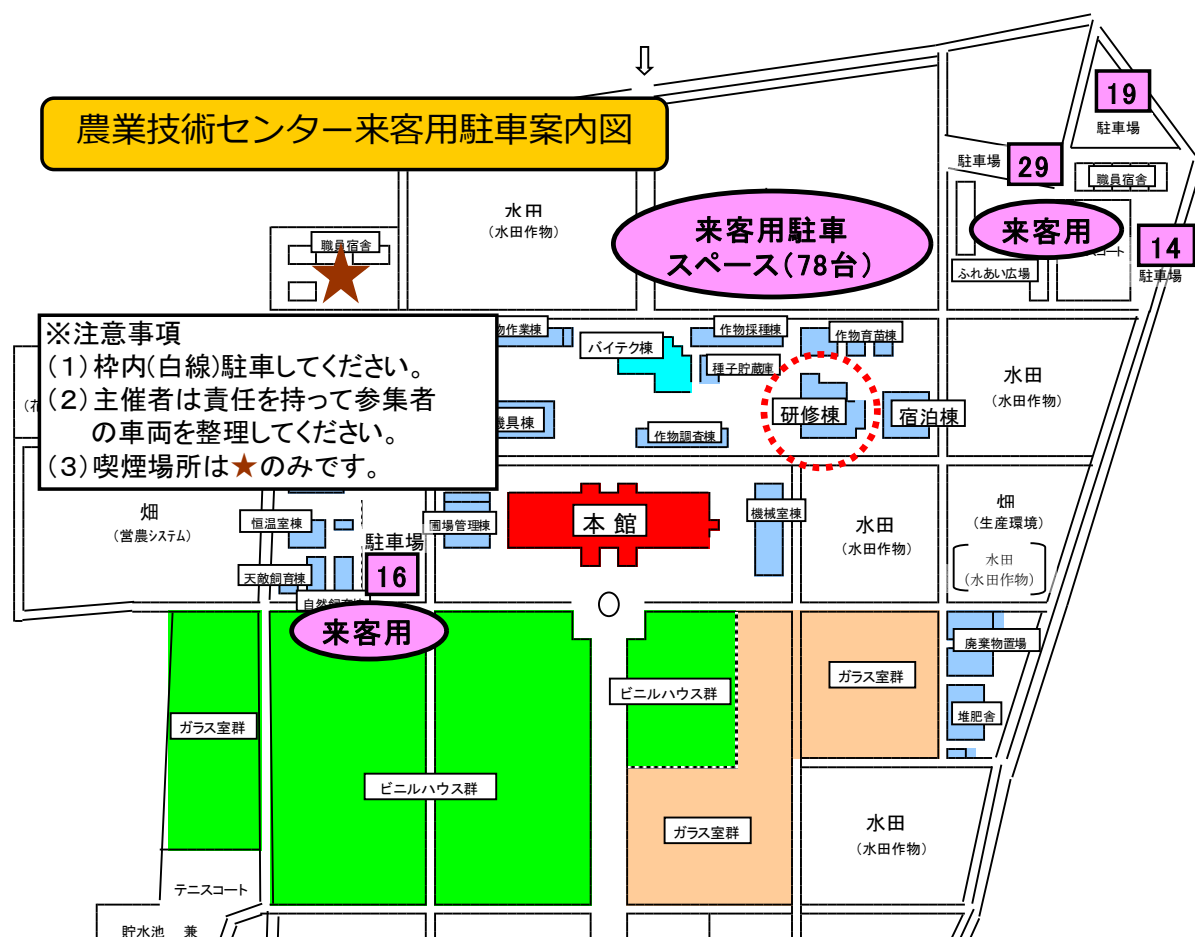 農業技術センター来客用駐車案内図
19
駐車場
29
駐車場
職員宿舎
来客用駐車
スペース(78台)
来客用
14
駐車場
ふれあい広場
水田
(水田作物)
職員宿舎
※注意事項
(1)枠内(白線)駐車してください。
(2)主催者は責任を持って参集者
の車両を整理してください。
(3)喫煙場所は★のみです。
バイテク棟
作物採種棟
作物育苗棟
種子貯蔵庫
研修棟
宿泊棟
作物調査棟
水田
(水田作物)
畑
(営農システム)
恒温室棟
圃場管理棟
本館
機械室棟
水田
(水田作物)
畑
(生産環境)
水田
(水田作物)
駐車場
16
天敵飼育棟
来客用
廃棄物置場
ガラス室群
ビニルハウス群
ガラス室群
堆肥舎
ビニルハウス群
ガラス室群
水田
(水田作物)
テニスコート
貯水池 兼